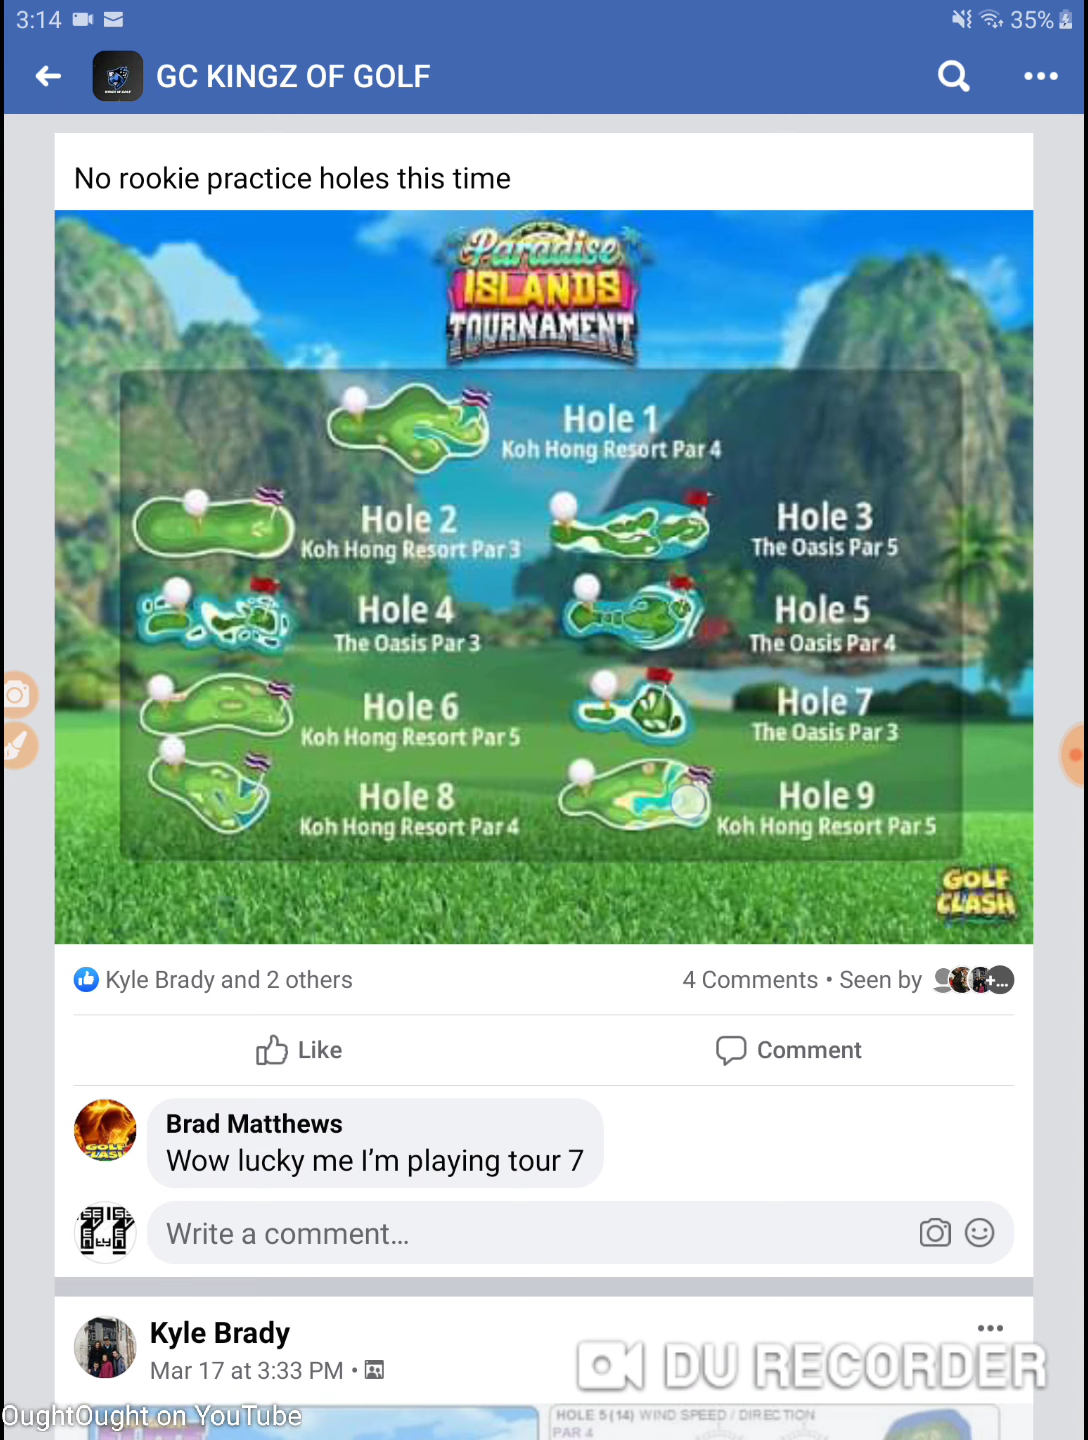 3:14
35%
GC KINGZ OF GOLF
No rookie practice holes this time
Paradise
ISLANDS
TOURNAMENT
Hole 1
Koh Hong Resort Par 4
Hole 2
Koh Hong Resort Par 3
Hole 3
The Oasis Par 5
Hole 4
The Oasis Par 3
Hole 5
The Oasis Par 4
Hole 6
Koh Hong Resort Par 5
Hole 7
The Oasis Par 3
Hole 8
Koh Hong Resort Par 4
Hole 9
Koh Hong Resort Par 5
GOLF
CLASH
Kyle Brady and 2 others
4 Comments • Seen by
Like
Comment
Brad Matthews
Wow lucky me I’m playing tour 7
Write a comment...
Kyle Brady
Mar 17 at 3:33 PM •
DU RECORDER
OughtOught on YouTube
HOLE 5 (14) WIND SPEED / DIRECTION
PAR 4